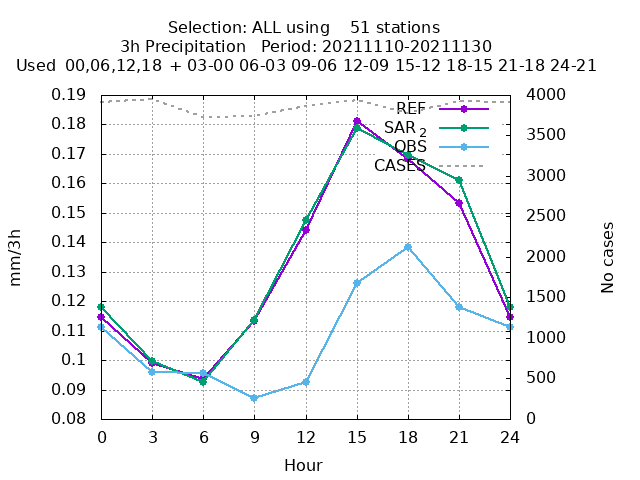 Selection: ALL using    51 stations
3h Precipitation   Period: 20211110-20211130
Used  00,06,12,18  + 03-00 06-03 09-06 12-09 15-12 18-15 21-18 24-21
0.19
0.18
0.17
0.16
0.15
0.14
0.13
0.12
0.11
0.1
0.09
0.08
mm/3h
REF
SAR 2
OBS
CASES
4000
3500
3000
2500
2000
1500
1000
500
0
No cases
0 3 6 9 12 15 18 21 24
Hour